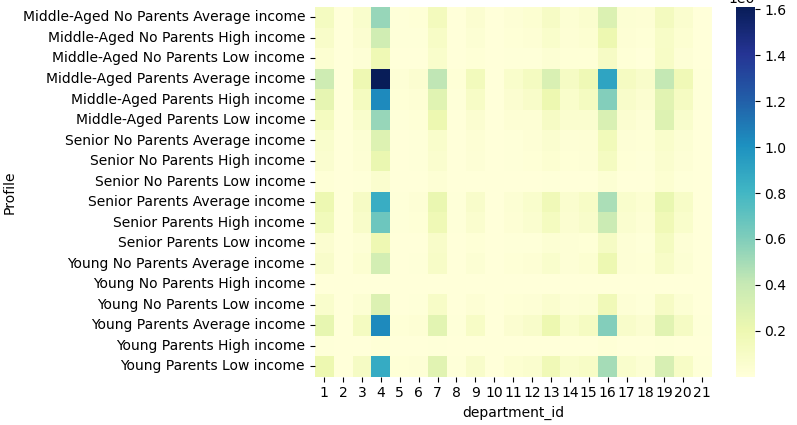 1e6
Middle-Aged No Parents Average income
Middle-Aged No Parents High income
Middle-Aged No Parents Low income
Middle-Aged Parents Average income
Middle-Aged Parents High income
Middle-Aged Parents Low income
Senior No Parents Average income
Senior No Parents High income
Senior No Parents Low income
Senior Parents Average income
Senior Parents High income
Senior Parents Low income
Young No Parents Average income
Young No Parents High income
Young No Parents Low income
Young Parents Average income
Young Parents High income
Young Parents Low income
Profile
1 2 3 4 5 6 7 8 9 10 11 12 13 14 15 16 17 18 19 20 21
department_id
1.6
1.4
1.2
1.0
0.8
0.6
0.4
0.2